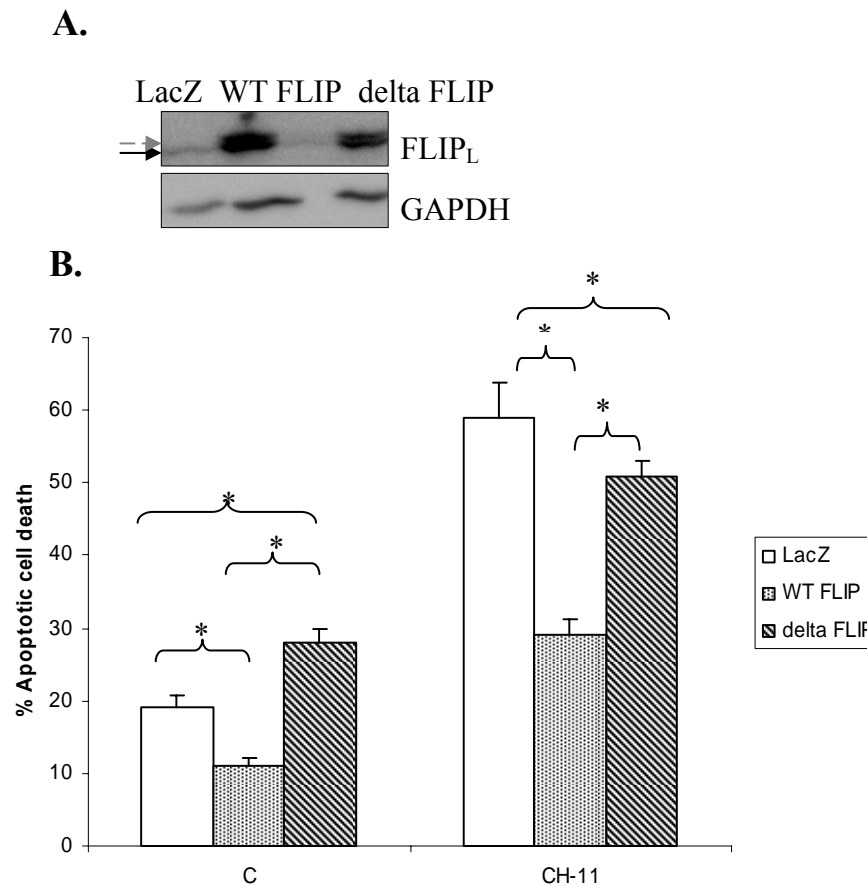 A.
LacZ WT FLIP delta FLIP
FLIPL
GAPDH
B.
% Apoptotic cell death
70
60
50
40
30
20
10
0
*
*
*
*
*
*
C
CH-11
LacZ
WT FLIP
delta FLIP